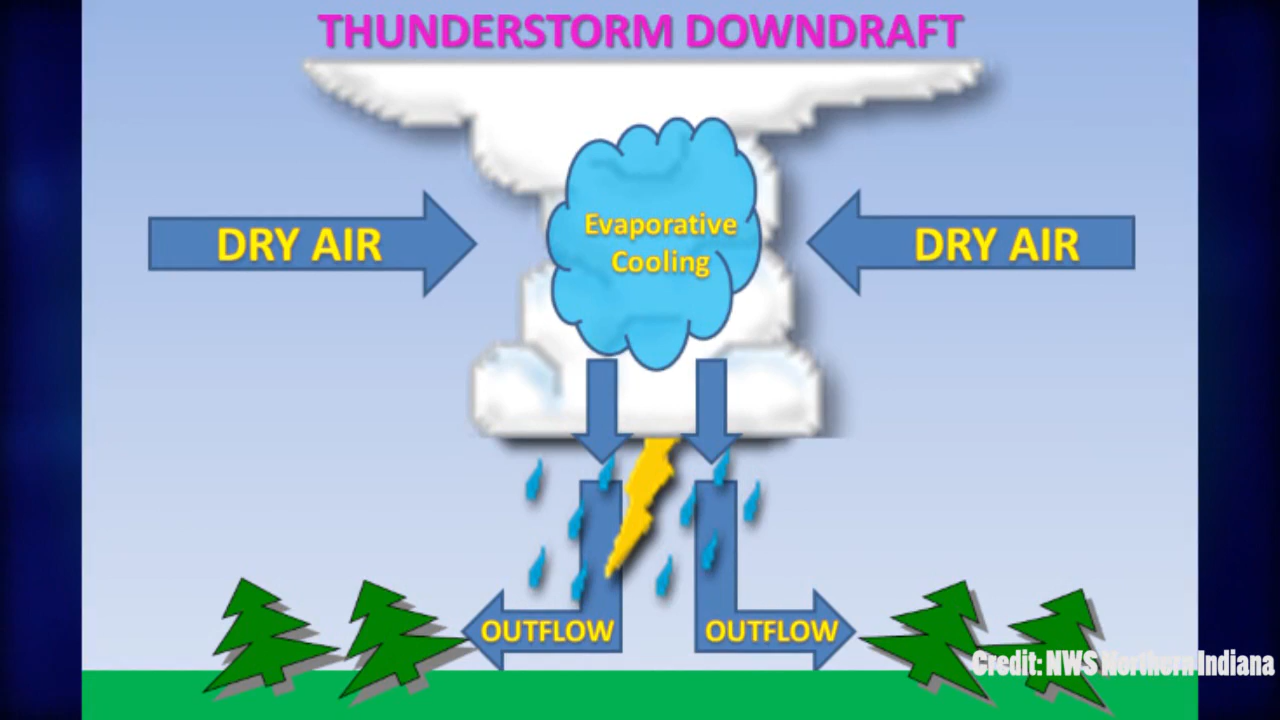 THUNDERSTORM DOWNDRAFT
Evaporative
Cooling
DRY AIR
DRY AIR
OUTFLOW
OUTFLOW
Credit: NWS Northern Indiana